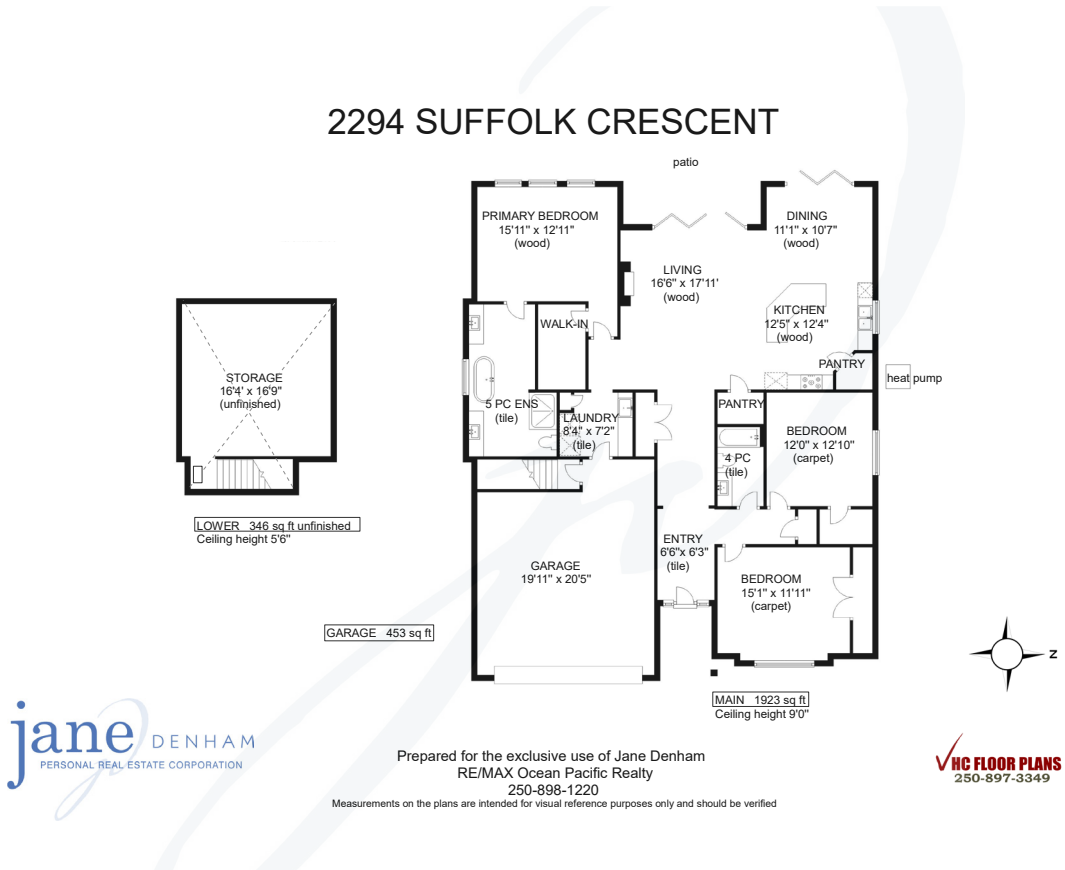 2294 SUFFOLK CRESCENT
patio
PRIMARY BEDROOM
15'11" x 12'11"
(wood)
DINING
11'1" x 10'7"
(wood)
LIVING
16'6" x 17'11'
(wood)
KITCHEN
12'5" x 12'4"
(wood)
WALK-IN
PANTRY
heat pump
STORAGE
16'4' x 16'9"
(unfinished)
5 PC ENS
(tile)
LAUNDRY
8'4" x 7'2"
(tile)
PANTRY
BEDROOM
12'0" x 12'10"
(carpet)
4 PC
(tile)
LOWER 346 sq ft unfinished
Ceiling height 5'6"
ENTRY
6'6"x 6'3"
(tile)
GARAGE
19'11" x 20'5"
BEDROOM
15'1" x 11'11"
(carpet)
GARAGE 453 sq ft
Z
MAIN 1923 sq ft
Ceiling height 9'0"
jane DENHAM
PERSONAL REAL ESTATE CORPORATION
Prepared for the exclusive use of Jane Denham
RE/MAX Ocean Pacific Realty
250-898-1220
Measurements on the plans are intended for visual reference purposes only and should be verified
HC FLOOR PLANS
250-897-3349